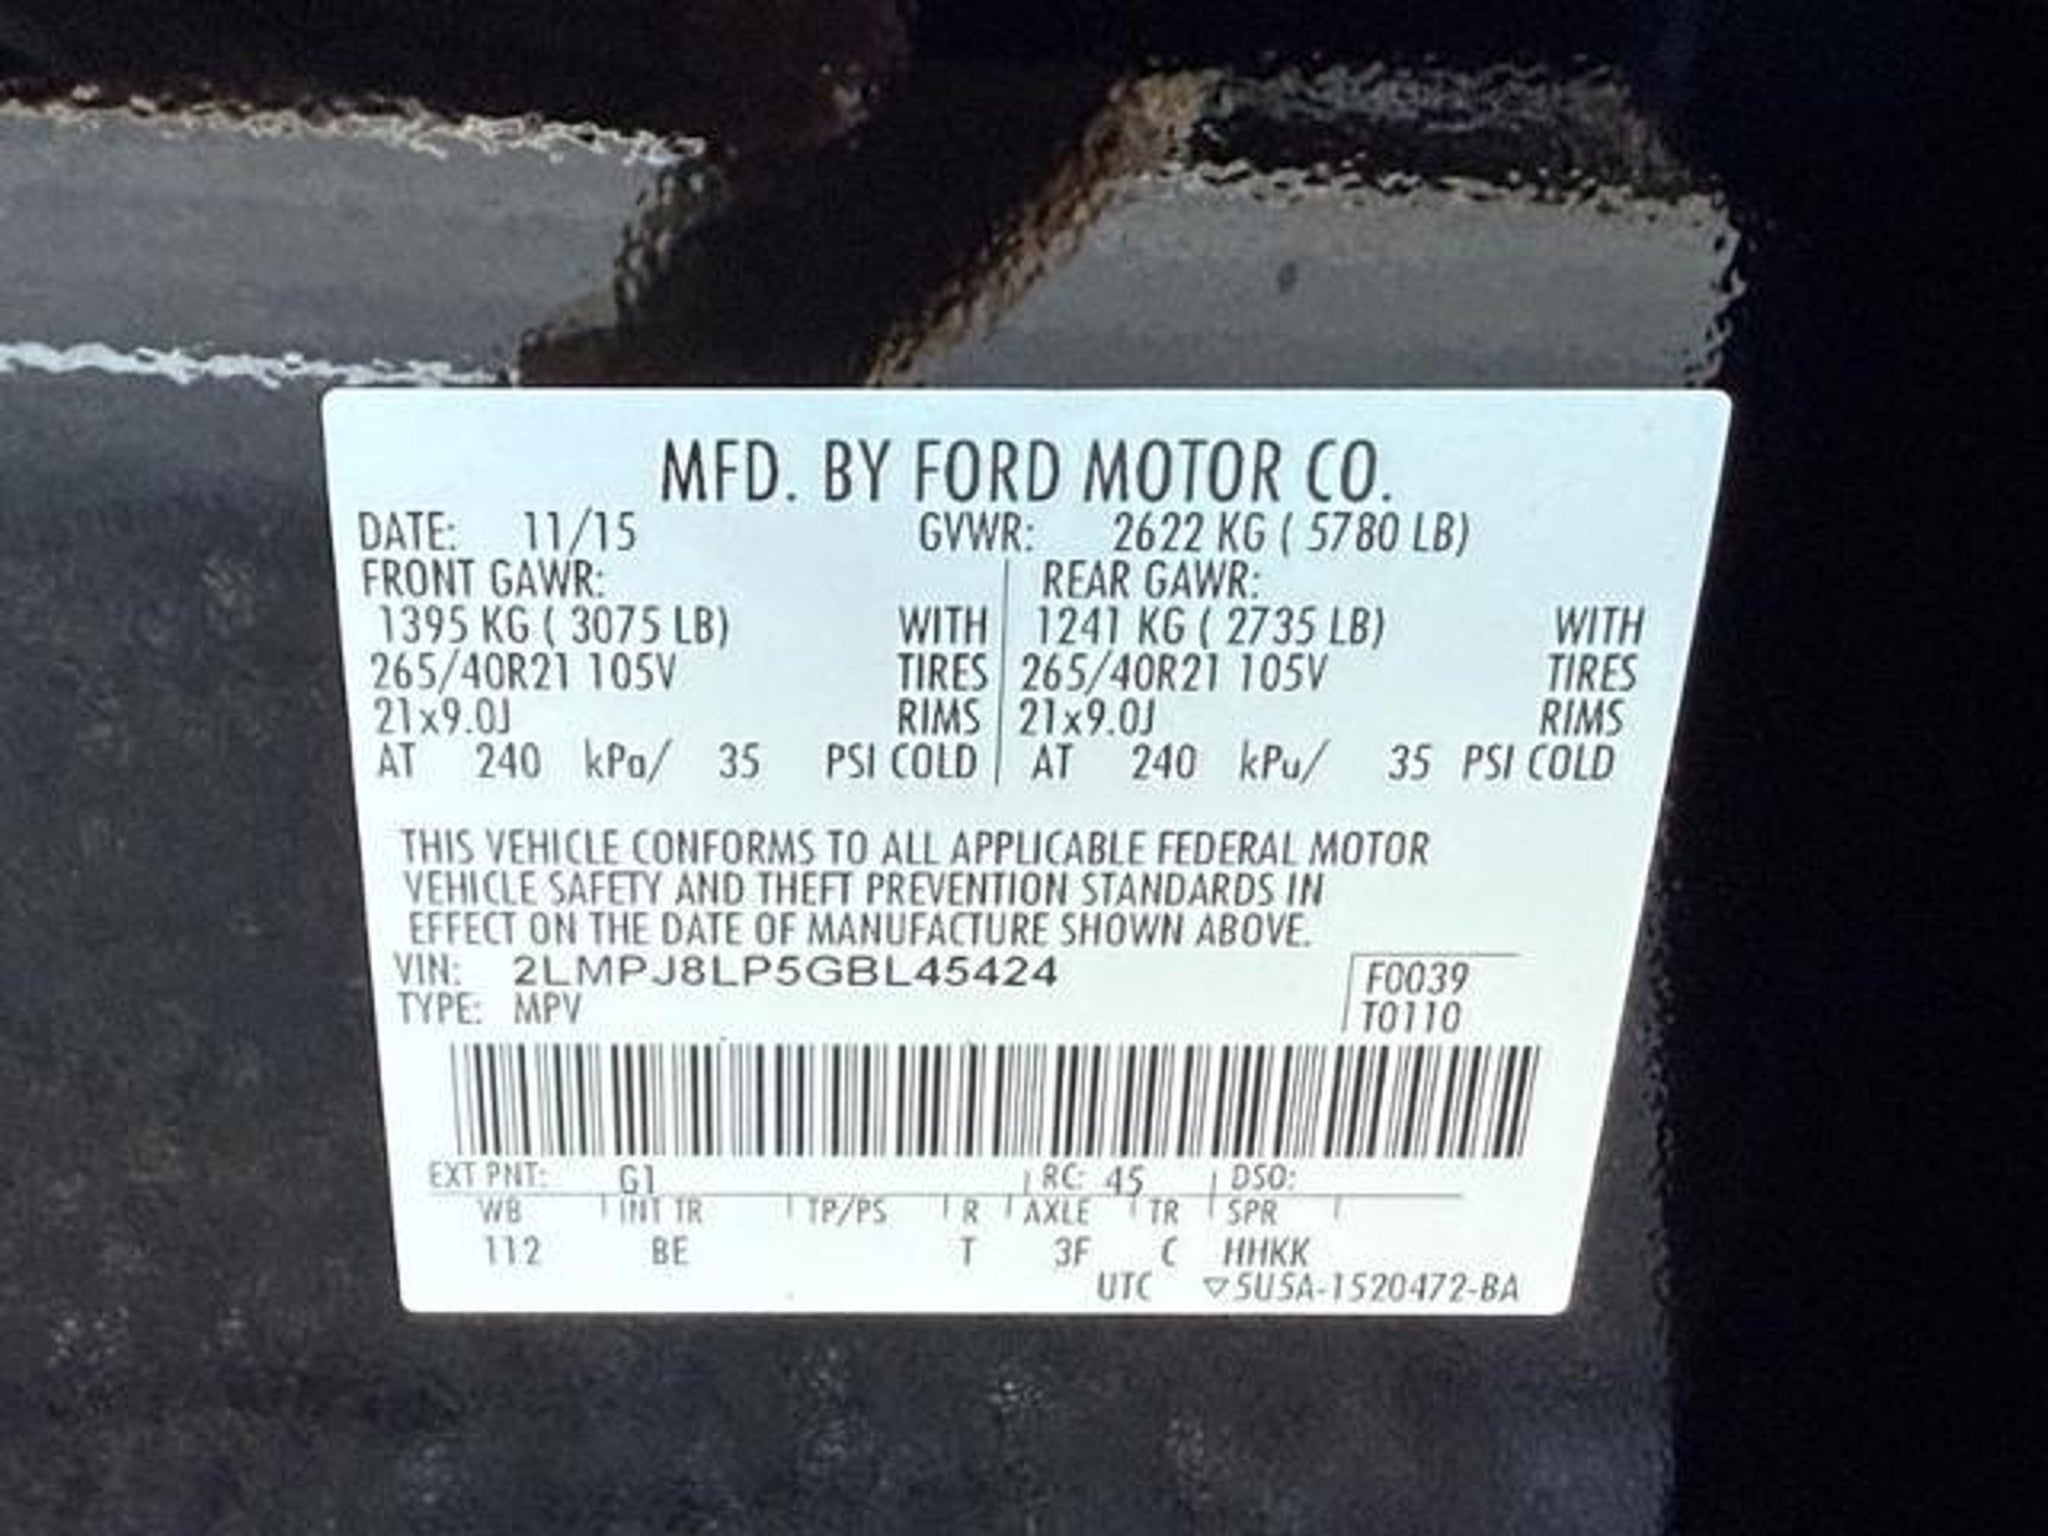 MFD. BY FORD MOTOR CO.
DATE: 11/15 GVWR: 2622 KG ( 5780 LB)
FRONT GAWR: REAR GAWR:
1395 KG ( 3075 LB) WITH 1241 KG ( 2735 LB) WITH
265/40R21 105V TIRES 265/40R21 105V TIRES
21x9.0J RIMS 21x9.0J RIMS
AT 240 kPa/ 35 PSI COLD AT 240 kPa/ 35 PSI COLD
THIS VEHICLE CONFORMS TO ALL APPLICABLE FEDERAL MOTOR
VEHICLE SAFETY AND THEFT PREVENTION STANDARDS IN
EFFECT ON THE DATE OF MANUFACTURE SHOWN ABOVE.
VIN: 2LMPJ8LP5GBL45424 F0039
TYPE: MPV T0110
EXT PNT: G1 RC: 45 DSO:
WB INT TR TP/PS R AXLE TR SPR
112 BE T 3F C HHKK
UTC ▽5U5A-1520472-BA